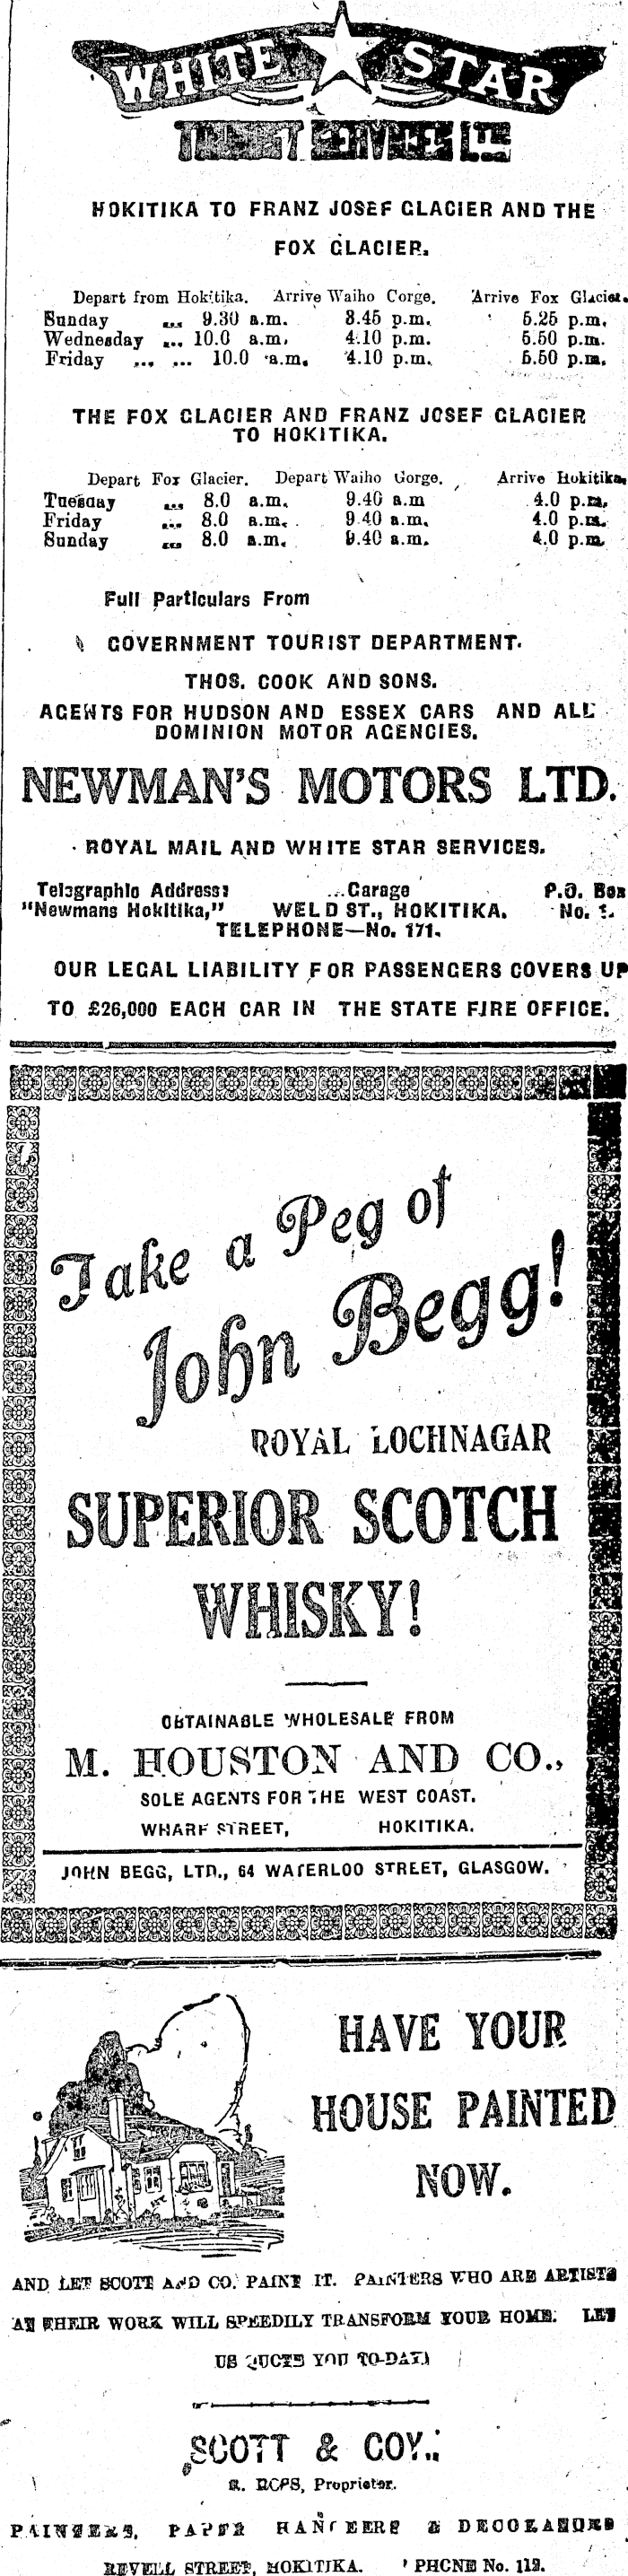 WHITE STAR
TOURIST SERVICES LTD
HOKITIKA TO FRANZ JOSEF GLACIER AND THE
FOX GLACIER.
Depart from Hokitika. Arrive Waiho Gorge. Arrive Fox Glacier.
Sunday ... 9.30 a.m. 3.45 p.m. 5.25 p.m.
Wednesday ... 10.0 a.m. 4.10 p.m. 5.50 p.m.
Friday ... ... 10.0 a.m. 4.10 p.m. 5.50 p.m.
THE FOX GLACIER AND FRANZ JOSEF GLACIER
TO HOKITIKA.
Depart Fox Glacier. Depart Waiho Gorge. Arrive Hokitika.
Tuesday ... 8.0 a.m. 9.40 a.m 4.0 p.m.
Friday ... 8.0 a.m. 9.40 a.m. 4.0 p.m.
Sunday ... 8.0 a.m. 9.40 a.m. 4.0 p.m.
Full Particulars From
GOVERNMENT TOURIST DEPARTMENT.
THOS. COOK AND SONS.
AGENTS FOR HUDSON AND ESSEX CARS AND ALL
DOMINION MOTOR AGENCIES.
NEWMAN'S MOTORS LTD.
ROYAL MAIL AND WHITE STAR SERVICES.
Telegraphic Address: Garage P.O. Box
"Newmans Hokitika," WELD ST., HOKITIKA. No. 1.
TELEPHONE—No. 171.
OUR LEGAL LIABILITY FOR PASSENGERS COVERS UP
TO £26,000 EACH CAR IN THE STATE FIRE OFFICE.
Take a Peg of
John Begg!
ROYAL LOCHNAGAR
SUPERIOR SCOTCH
WHISKY!
OBTAINABLE WHOLESALE FROM
M. HOUSTON AND CO.,
SOLE AGENTS FOR THE WEST COAST.
WHARF STREET, HOKITIKA.
JOHN BEGG, LTD., 64 WATERLOO STREET, GLASGOW.
HAVE YOUR
HOUSE PAINTED
NOW.
AND LET SCOTT AND CO. PAINT IT. PAINTERS WHO ARE ARTISTS
AT THEIR WORK WILL SPEEDILY TRANSFORM YOUR HOME. LET
US QUOTE YOU TO-DAY.
SCOTT & COY.,
R. ROSS, Proprietor.
PAINTERS, PAPER HANGERS & DECORATORS
REVELL STREET, HOKITIKA. PHONE No. 112.